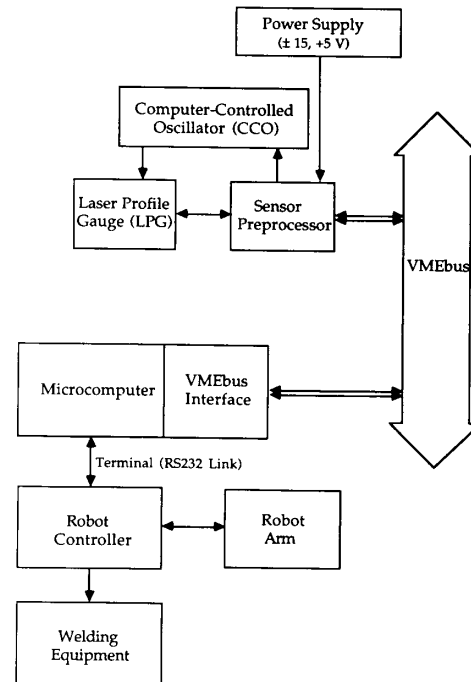 Power Supply
(± 15, +5 V)
Computer-Controlled
Oscillator (CCO)
Laser Profile
Gauge (LPG)
Sensor
Preprocessor
VMEbus
Microcomputer
VMEbus
Interface
Terminal (RS232 Link)
Robot
Controller
Robot
Arm
Welding
Equipment